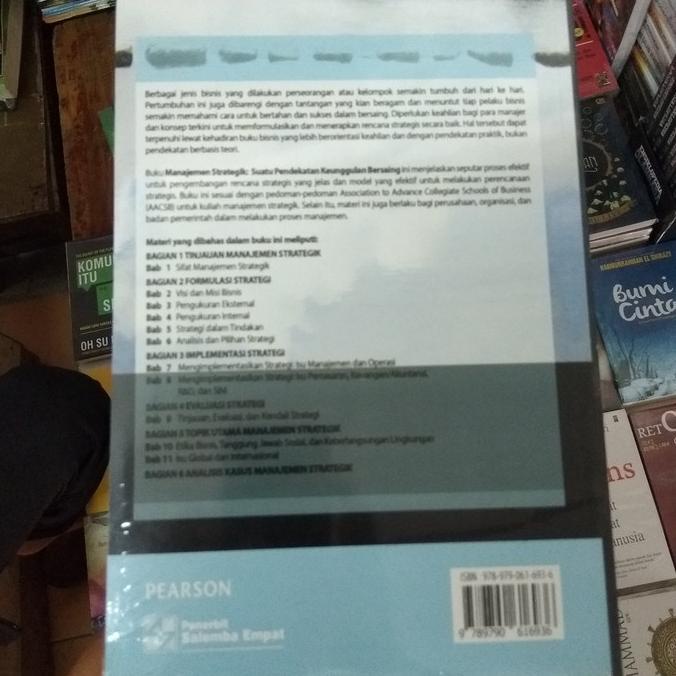 Berbagai jenis bisnis yang dilakukan perseorangan atau kelompok semakin tumbuh dari hari ke hari.
Pertumbuhan ini juga dibarengi dengan tantangan yang kian beragam dan menuntut tiap pelaku bisnis
semakin memahami cara untuk bertahan dan sukses dalam bersaing. Diperlukan keahlian bagi para manajer
dan konsep terkini untuk memformulasikan dan menerapkan rencana strategis secara baik. Hal tersebut dapat
terpenuhi lewat kehadiran buku bisnis yang lebih berorientasi keahlian dan dengan pendekatan praktik, bukan
pendekatan berbasis teori.
Buku Manajemen Strategik: Suatu Pendekatan Keunggulan Bersaing ini menjelaskan seputar proses efektif
untuk pengembangan rencana strategis yang jelas dan model yang efektif untuk melakukan perencanaan
strategis. Buku ini sesuai dengan pedoman-pedoman Association to Advance Collegiate Schools of Business
(AACSB) untuk kuliah manajemen strategik. Selain itu, materi ini juga berlaku bagi perusahaan, organisasi, dan
badan pemerintah dalam melakukan proses manajemen.
Materi yang dibahas dalam buku ini meliputi:
BAGIAN 1 TINJAUAN MANAJEMEN STRATEGIK
Bab 1 Sifat Manajemen Strategik
BAGIAN 2 FORMULASI STRATEGI
Bab 2 Visi dan Misi Bisnis
Bab 3 Pengukuran Eksternal
Bab 4 Pengukuran Internal
Bab 5 Strategi dalam Tindakan
Bab 6 Analisis dan Pilihan Strategi
BAGIAN 3 IMPLEMENTASI STRATEGI
Bab 7 Mengimplementasikan Strategi: Isu Manajemen dan Operasi
Bab 8 Mengimplementasikan Strategi: Isu Pemasaran, Keuangan/Akuntansi,
R&D, dan SIM
BAGIAN 4 EVALUASI STRATEGI
Bab 9 Tinjauan, Evaluasi, dan Kendali Strategi
BAGIAN 5 TOPIK UTAMA MANAJEMEN STRATEGIK
Bab 10 Etika Bisnis, Tanggung Jawab Sosial, dan Keberlangsungan Lingkungan
Bab 11 Isu Global dan Internasional
BAGIAN 6 ANALISIS KASUS MANAJEMEN STRATEGIK
PEARSON
Penerbit
Salemba Empat
ISBN 978-979-061-693-6
9 789790 616936
KOMU
ITU
OH SU
HABIBURRAHMAN EL SHIRAZY
Bumi
Cinta
RET
ns